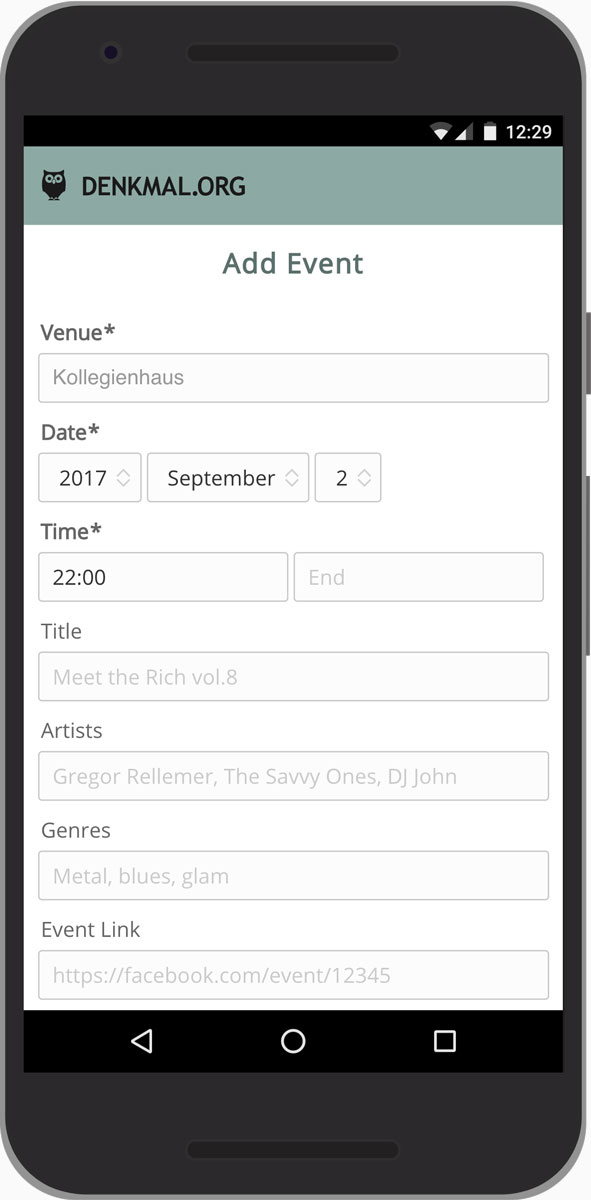 12:29
DENKMAL.ORG
Add Event
Venue*
Kollegienhaus
Date*
2017 September 2
Time*
22:00 End
Title
Meet the Rich vol.8
Artists
Gregor Rellemer, The Savvy Ones, DJ John
Genres
Metal, blues, glam
Event Link
https://facebook.com/event/12345